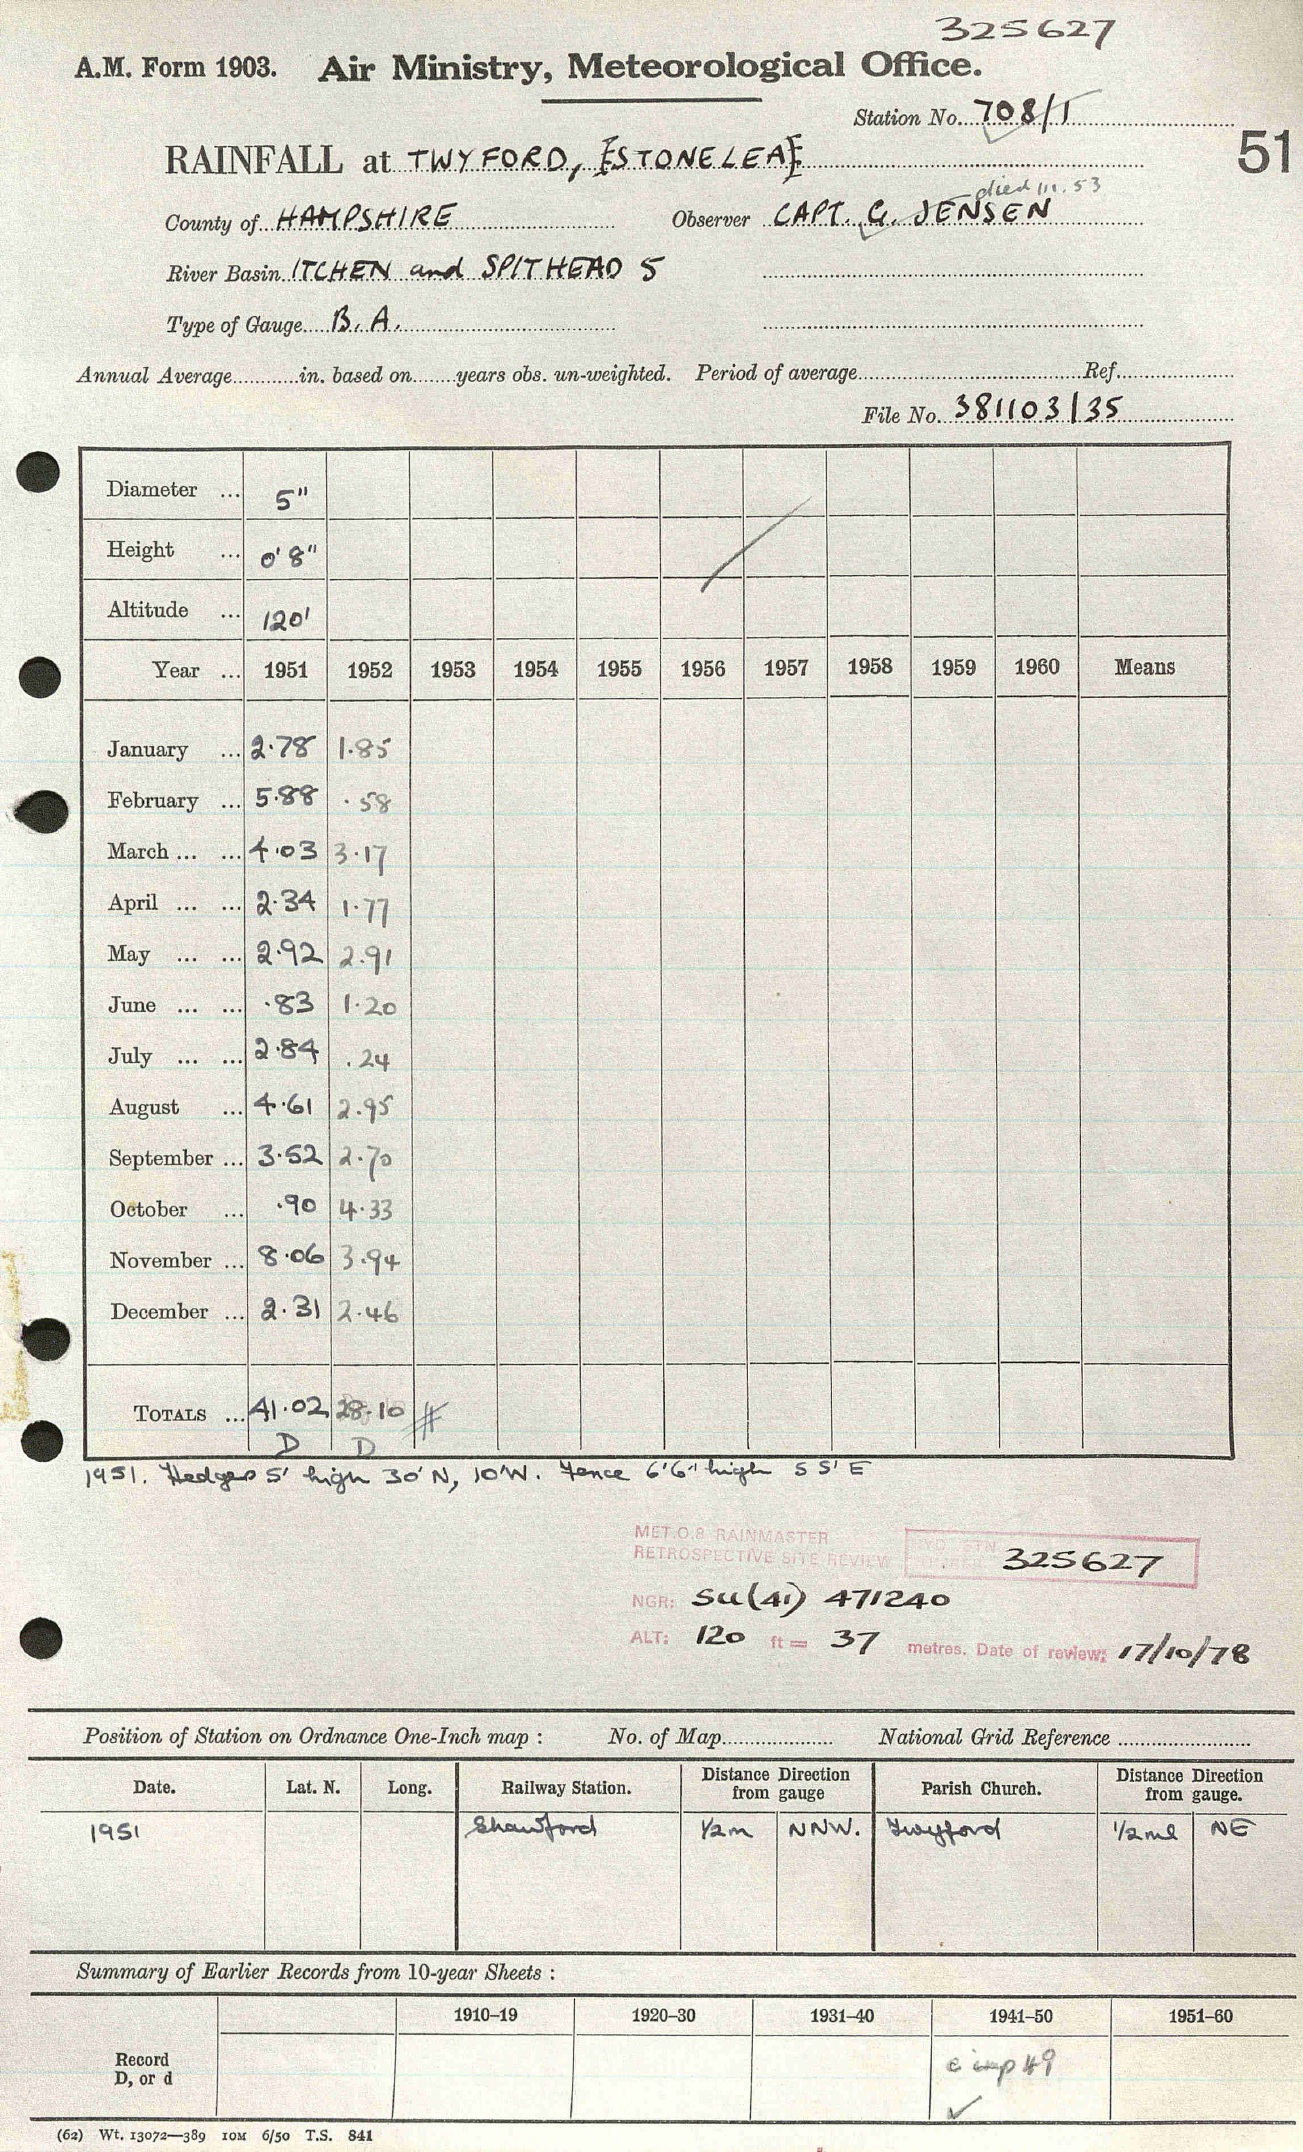 325627
A.M. Form 1903. Air Ministry, Meteorological Office.
Station No. 708/1
51
RAINFALL at TWYFORD, [STONELEA]
died 111.53
County of HAMPSHIRE Observer CAPT. G. JENSEN
River Basin ITCHEN and SPITHEAD 5
Type of Gauge B.A.
Annual Average in. based on years obs. un-weighted. Period of average Ref.
File No. 381103/35
Diameter ... 5"
Height ... 0' 8"
Altitude ... 120'
Year ... 1951 1952 1953 1954 1955 1956 1957 1958 1959 1960 Means
January ... 2.78 1.85
February ... 5.88 .58
March ... ... 4.03 3.17
April ... ... 2.34 1.77
May ... ... 2.92 2.91
June ... ... .83 1.20
July ... ... 2.84 .24
August ... 4.61 2.95
September ... 3.52 2.70
October ... .90 4.33
November ... 8.06 3.94
December ... 2.31 2.46
TOTALS ... 41.02 28.10 #
D D
1951. Hedges 5' high 30' N, 10'W. Fence 6'6" high 5 5' E
MET.O.8 RAINMASTER
RETROSPECTIVE SITE REVIEW 325627
NGR: SU(41) 471240
ALT: 120 ft = 37 metres. Date of review: 17/10/78
Position of Station on Ordnance One-Inch map : No. of Map National Grid Reference
Date. Lat. N. Long. Railway Station. Distance Direction from gauge Parish Church. Distance Direction from gauge.
1951 Shawford 1/2m NNW. Twyford 1/2ml NE
Summary of Earlier Records from 10-year Sheets :
1910–19 1920–30 1931–40 1941–50 1951–60
Record
D, or d
c imp 49
(62) Wt. 13072—389 10M 6/50 T.S. 841